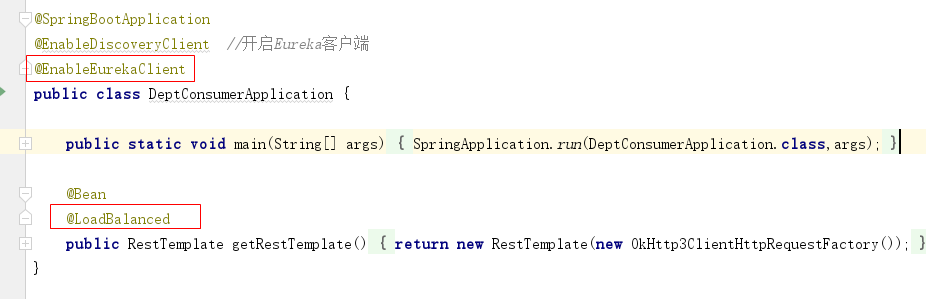 @SpringBootApplication
@EnableDiscoveryClient  //开启Eureka客户端
@EnableEurekaClient
public class DeptConsumerApplication {
public static void main(String[] args) { SpringApplication.run(DeptConsumerApplication.class,args); }
@Bean
@LoadBalanced
public RestTemplate getRestTemplate() { return new RestTemplate(new OkHttp3ClientHttpRequestFactory()); }
}